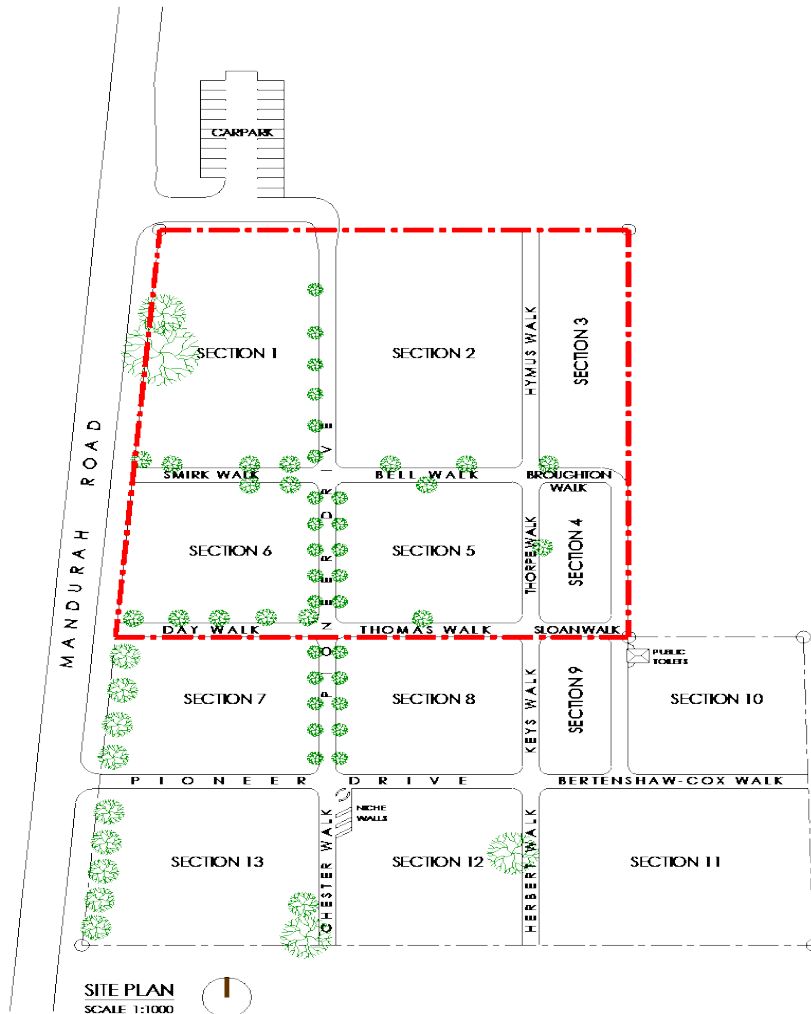 CARPARK
SECTION 1
SECTION 2
HYMUS WALK
SECTION 3
MANDURAH ROAD
PIONEER DRIVE
SMIRK WALK
BELL WALK
BROUGHTON
WALK
SECTION 6
SECTION 5
THORPE WALK
SECTION 4
DAY WALK
THOMAS WALK
SLOAN WALK
PUBLIC
TOILETS
SECTION 7
SECTION 8
KEYS WALK
SECTION 9
SECTION 10
PIONEER DRIVE
BERTENSHAW-COX WALK
NICHE
WALLS
SECTION 13
CHESTER WALK
SECTION 12
HERBERT WALK
SECTION 11
SITE PLAN
SCALE 1:1000